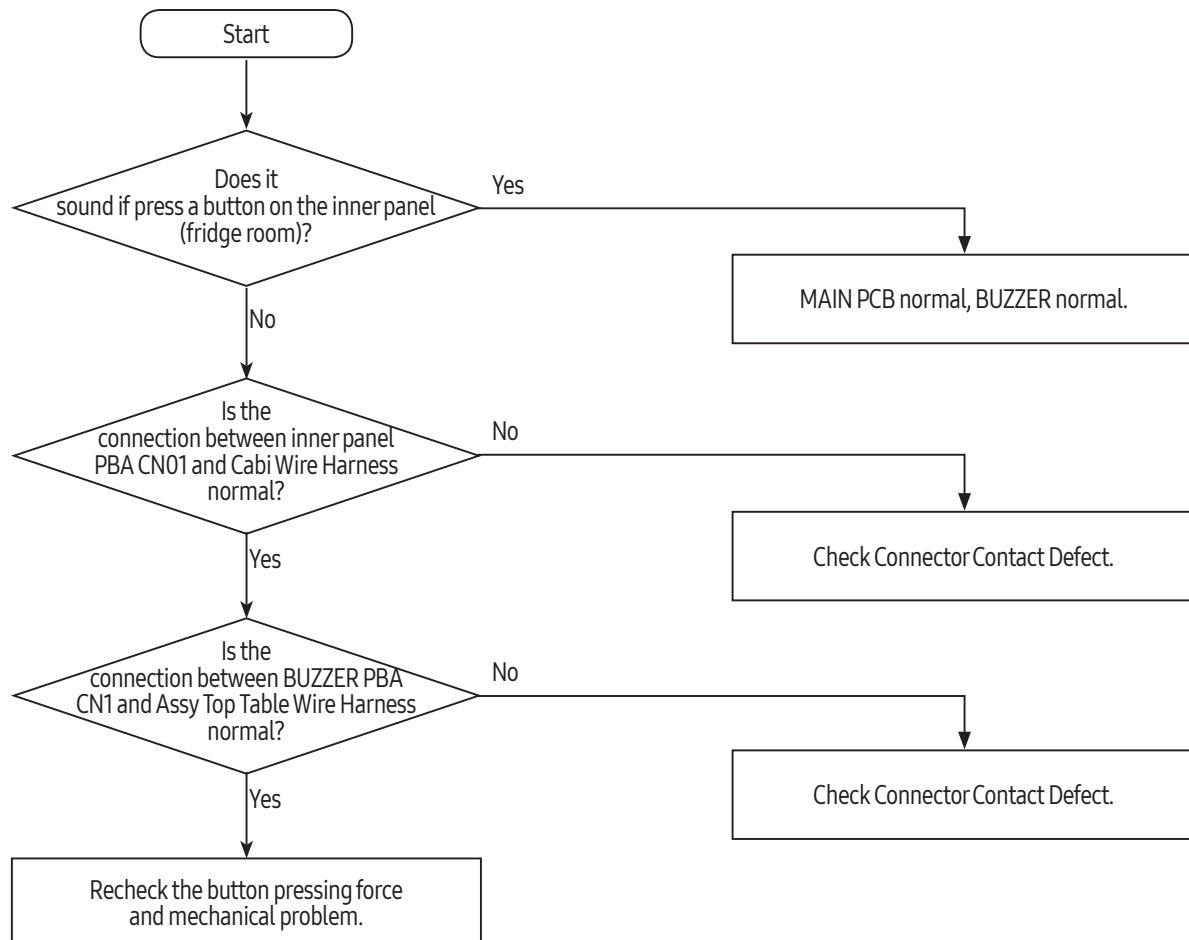 Start
Does it
sound if press a button on the inner panel
(fridge room)?
Yes
MAIN PCB normal, BUZZER normal.
No
Is the
connection between inner panel
PBA CN01 and Cabi Wire Harness
normal?
No
Check Connector Contact Defect.
Yes
Is the
connection between BUZZER PBA
CN1 and Assy Top Table Wire Harness
normal?
No
Check Connector Contact Defect.
Yes
Recheck the button pressing force
and mechanical problem.